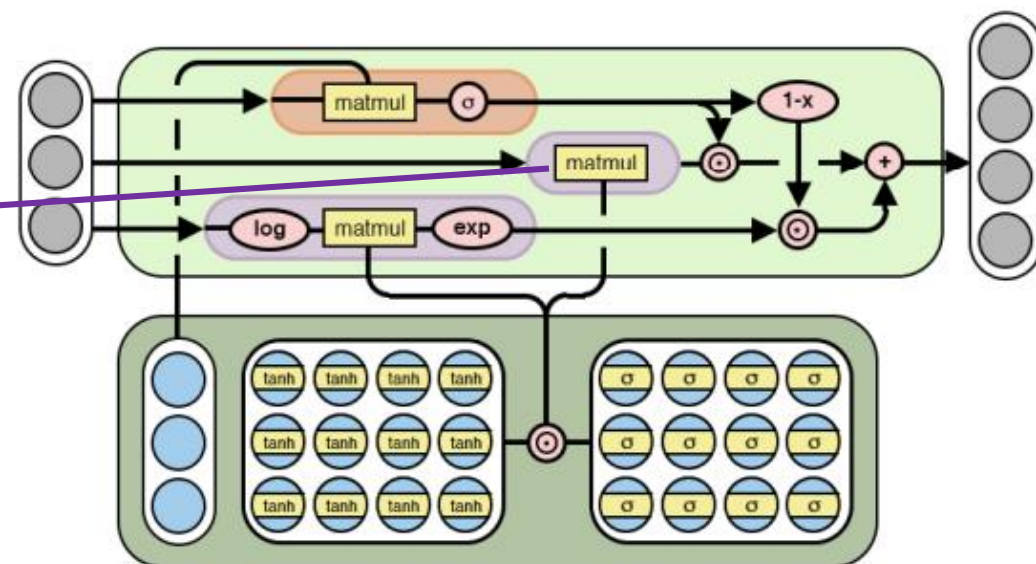 matmul σ 1-x
matmul ⊙ +
log matmul exp ⊙
tanh tanh tanh tanh σ σ σ σ
tanh tanh tanh tanh ⊙ σ σ σ σ
tanh tanh tanh tanh σ σ σ σ